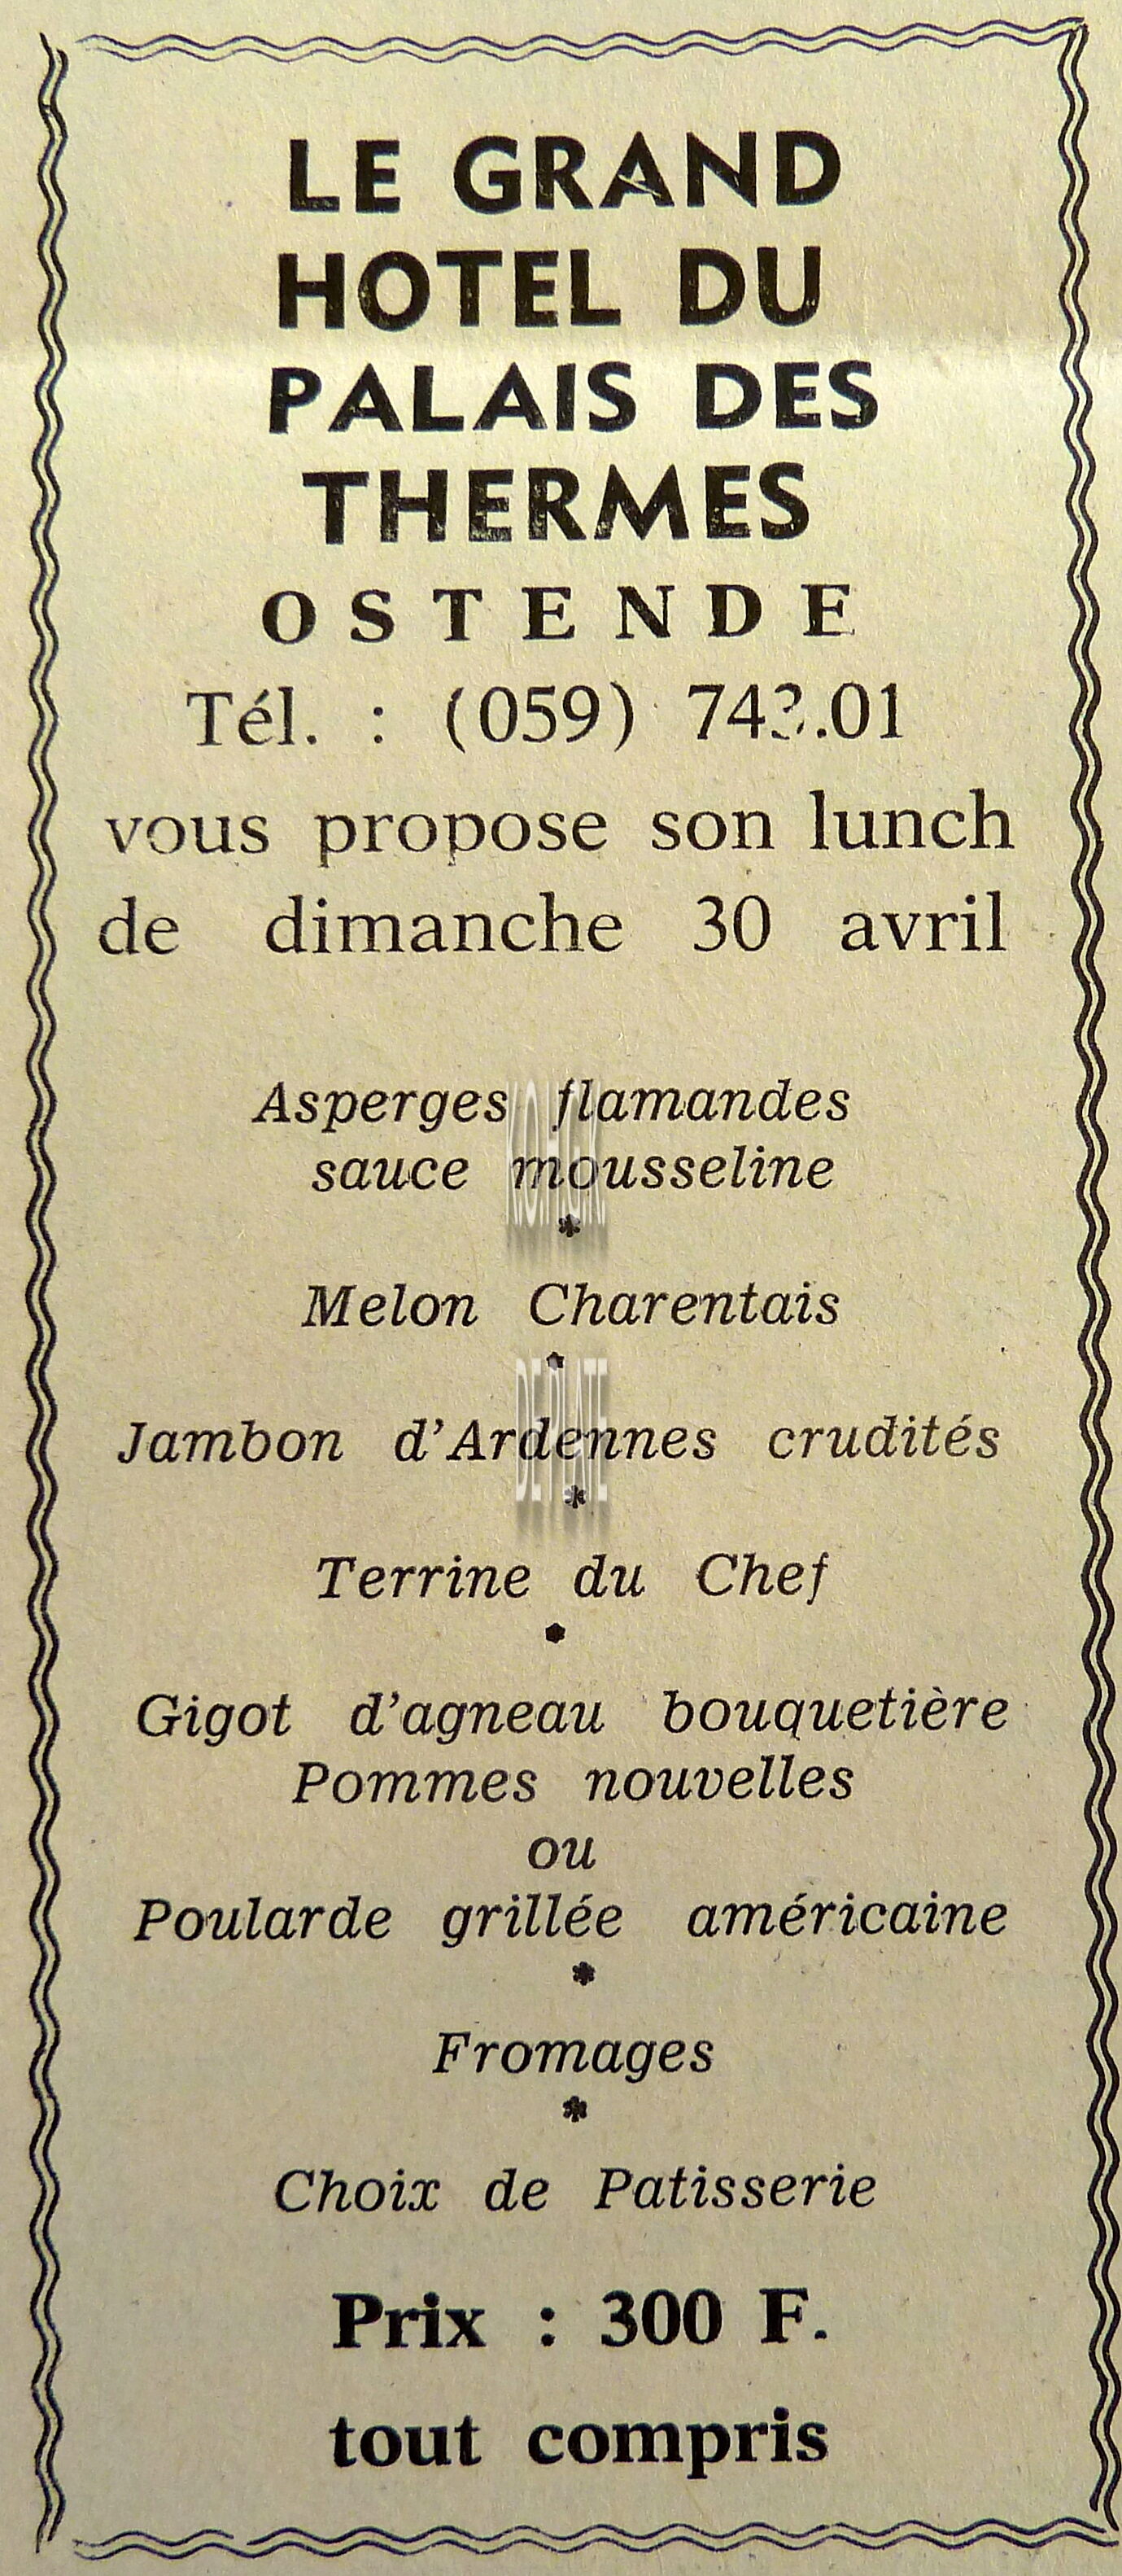 LE GRAND
HOTEL DU
PALAIS DES
THERMES
OSTENDE
Tél. : (059)
vous propose son lunch
de dimanche 30 avril
Asperges flamandes
sauce mousseline
*
Melon Charentais
*
Jambon d'Ardennes crudités
*
Terrine du Chef
*
Gigot d'agneau bouquetière
Pommes nouvelles
ou
Poularde grillée américaine
*
Fromages
*
Choix de Patisserie
Prix : 300 F.
tout compris
DE PLATE